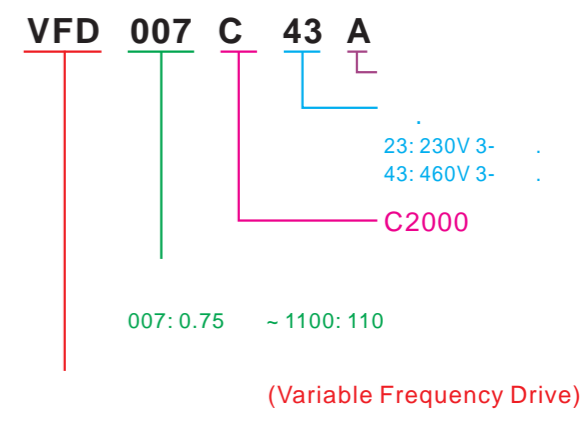 VFD 007 C 43 A
.
23: 230V 3- .
43: 460V 3- .
C2000
007: 0.75 ~ 1100: 110
(Variable Frequency Drive)